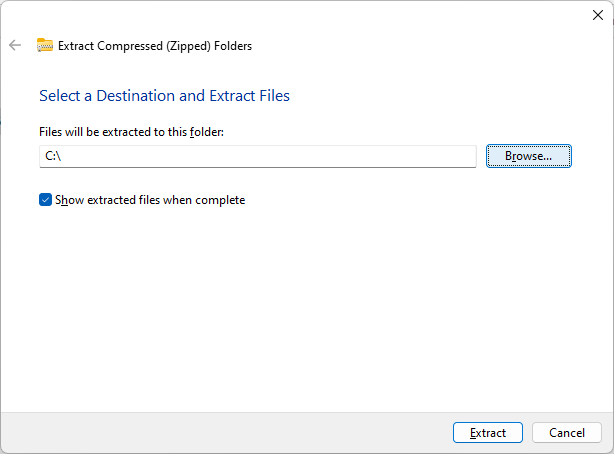 Extract Compressed (Zipped) Folders
Select a Destination and Extract Files
Files will be extracted to this folder:
C:\
Browse...
Show extracted files when complete
Extract
Cancel